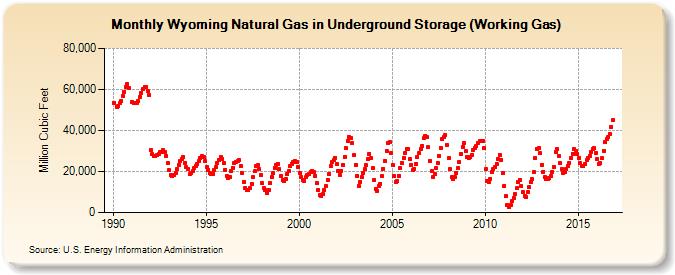 Monthly Wyoming Natural Gas in Underground Storage (Working Gas)
Million Cubic Feet
80,000
60,000
40,000
20,000
0
1990 1995 2000 2005 2010 2015
Source: U.S. Energy Information Administration